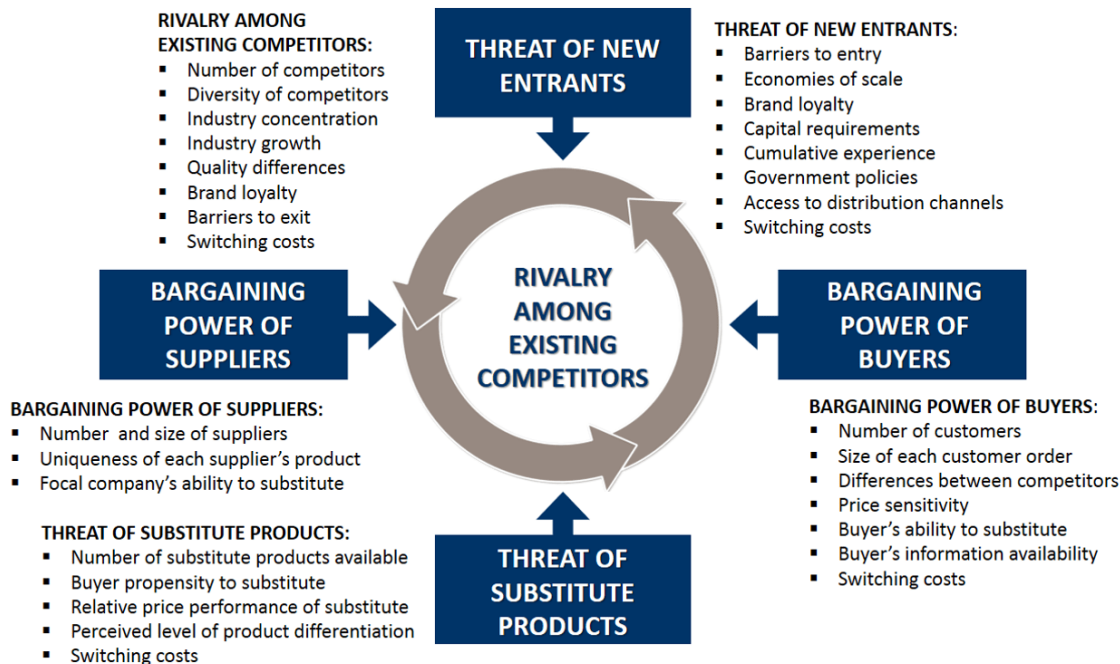 RIVALRY AMONG
EXISTING COMPETITORS:
▪ Number of competitors
▪ Diversity of competitors
▪ Industry concentration
▪ Industry growth
▪ Quality differences
▪ Brand loyalty
▪ Barriers to exit
▪ Switching costs
THREAT OF NEW
ENTRANTS
THREAT OF NEW ENTRANTS:
▪ Barriers to entry
▪ Economies of scale
▪ Brand loyalty
▪ Capital requirements
▪ Cumulative experience
▪ Government policies
▪ Access to distribution channels
▪ Switching costs
BARGAINING
POWER OF
SUPPLIERS
RIVALRY
AMONG
EXISTING
COMPETITORS
BARGAINING
POWER OF
BUYERS
BARGAINING POWER OF SUPPLIERS:
▪ Number and size of suppliers
▪ Uniqueness of each supplier's product
▪ Focal company's ability to substitute
BARGAINING POWER OF BUYERS:
▪ Number of customers
▪ Size of each customer order
▪ Differences between competitors
▪ Price sensitivity
▪ Buyer's ability to substitute
▪ Buyer's information availability
▪ Switching costs
THREAT OF SUBSTITUTE PRODUCTS:
▪ Number of substitute products available
▪ Buyer propensity to substitute
▪ Relative price performance of substitute
▪ Perceived level of product differentiation
▪ Switching costs
THREAT OF
SUBSTITUTE
PRODUCTS